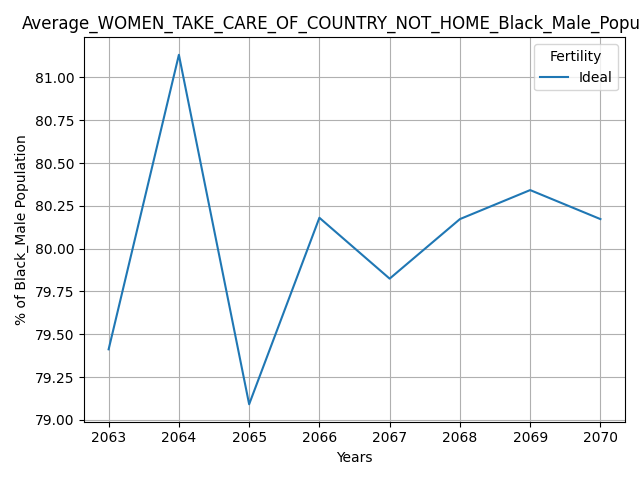 Average_WOMEN_TAKE_CARE_OF_COUNTRY_NOT_HOME_Black_Male_Popu
Fertility
Ideal
81.00
80.75
80.50
80.25
80.00
79.75
79.50
79.25
79.00
% of Black_Male Population
2063 2064 2065 2066 2067 2068 2069 2070
Years